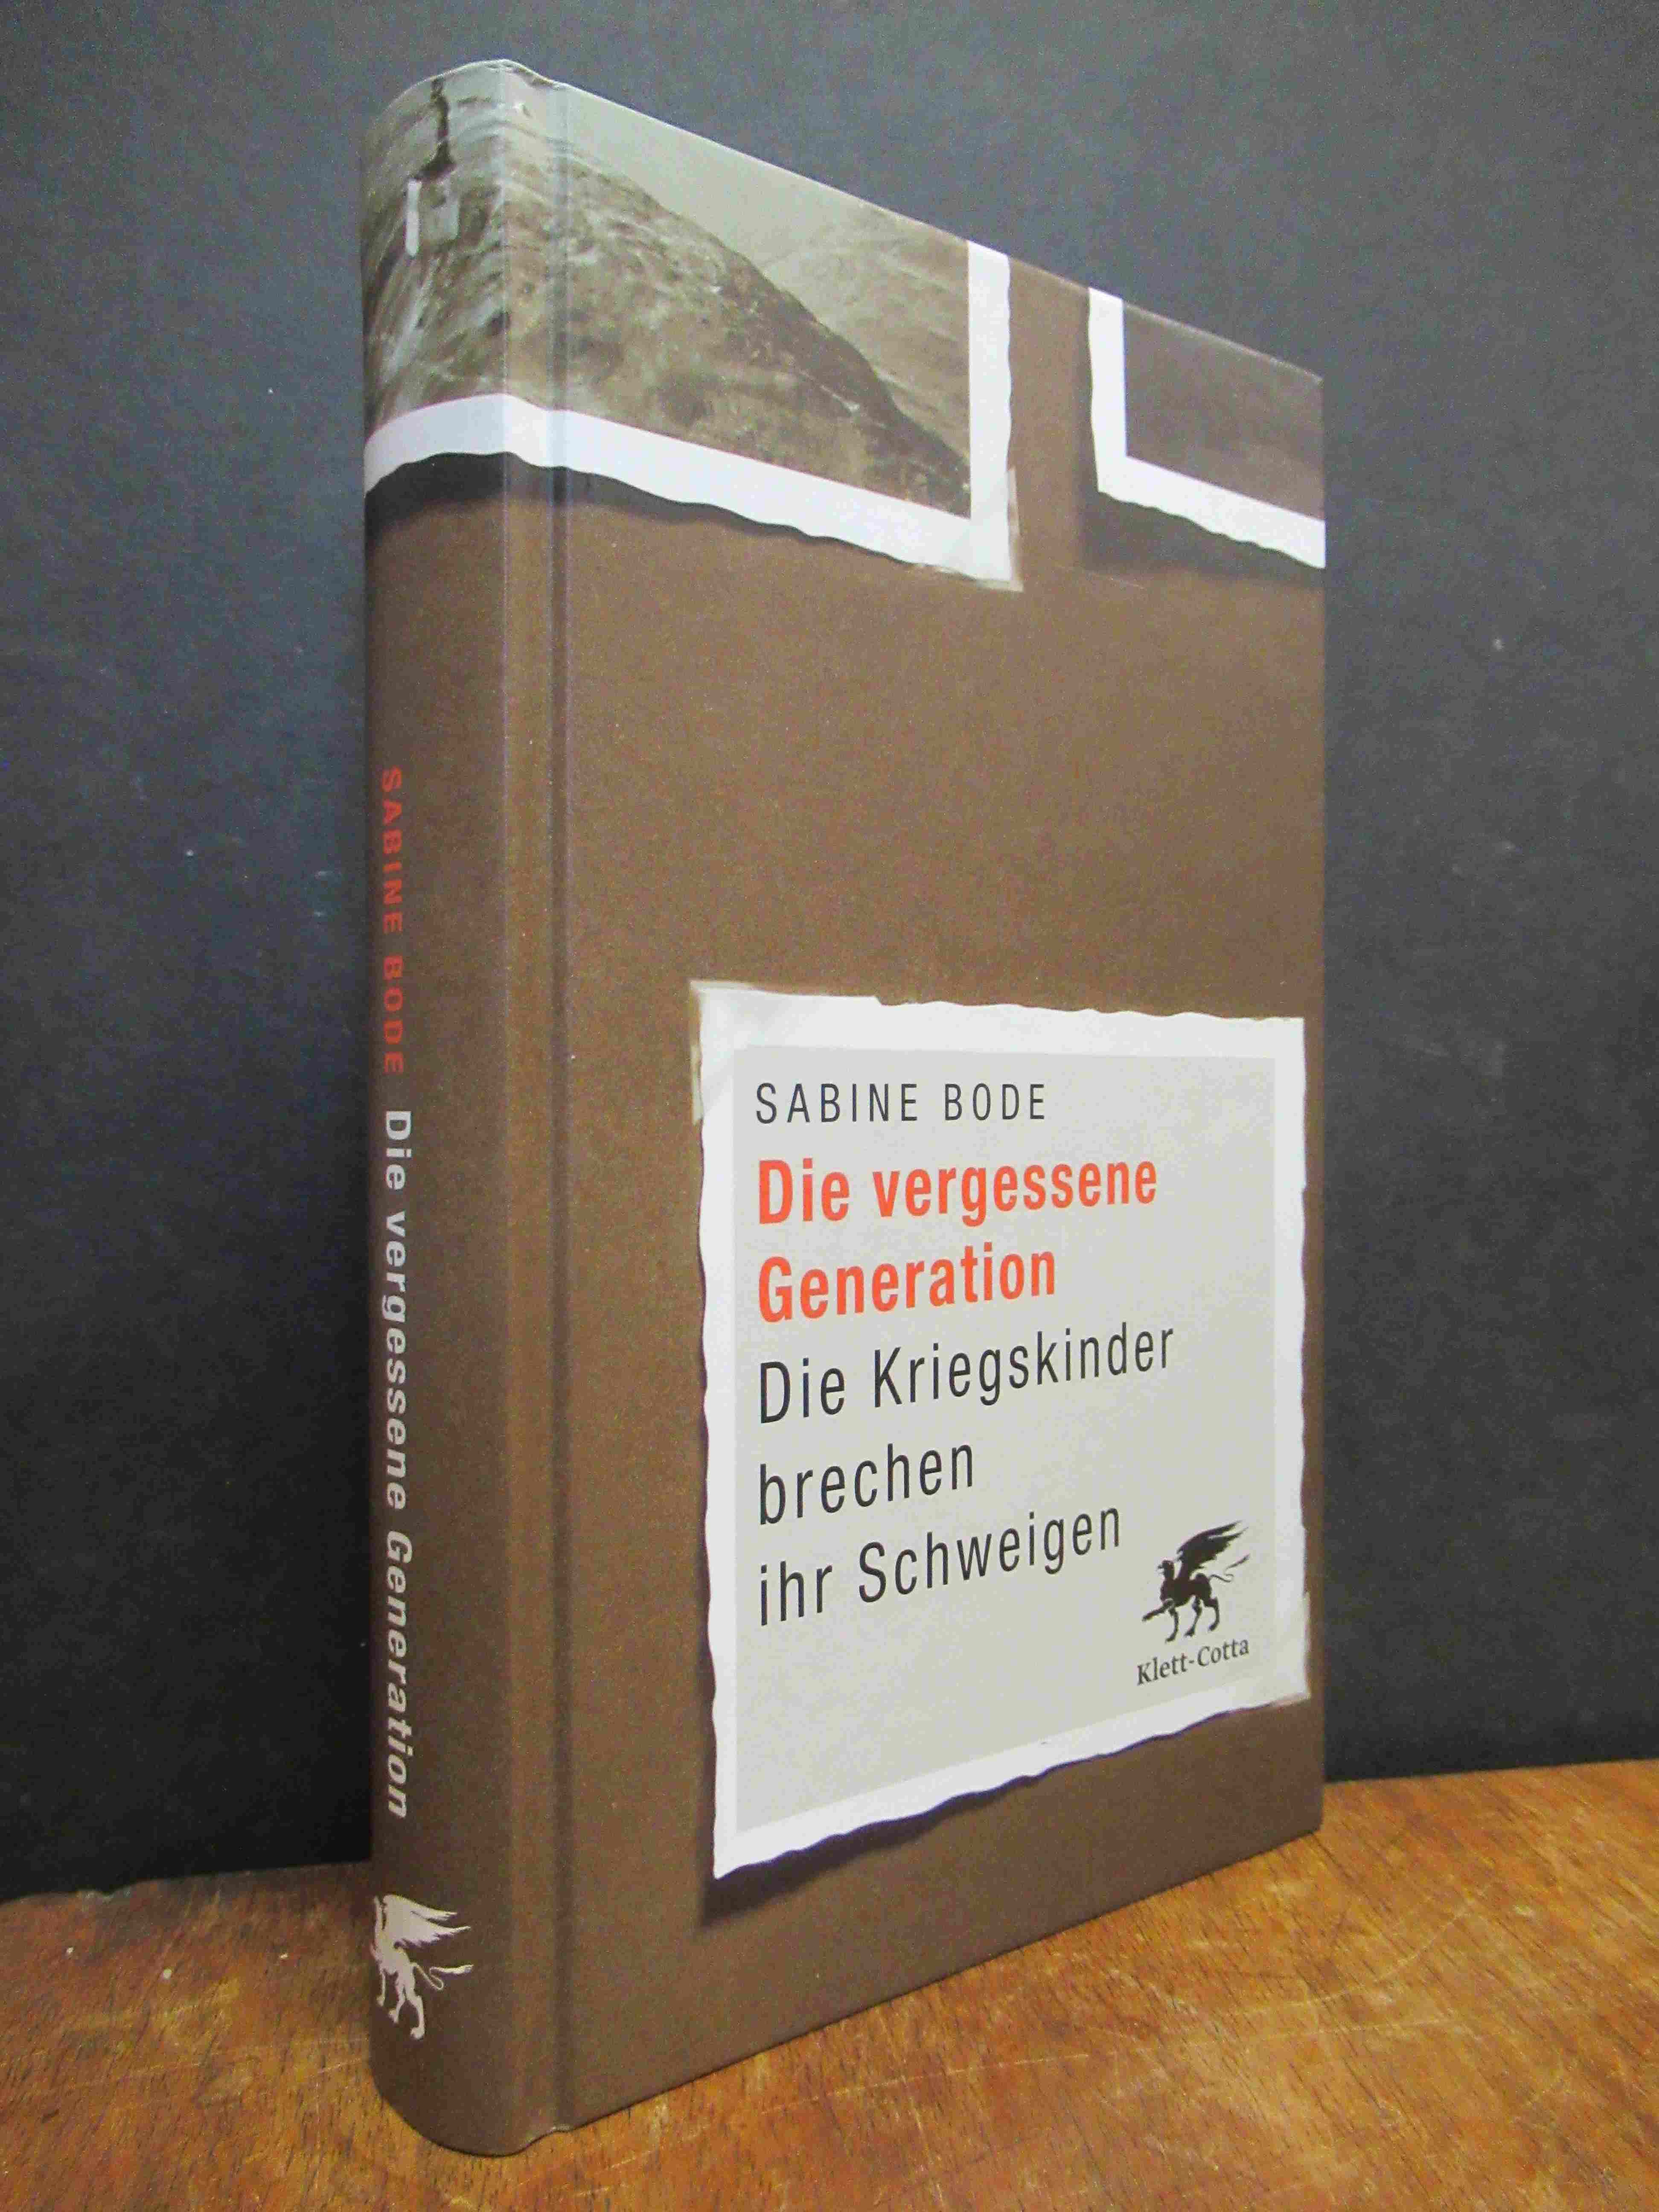 SABINE BODE Die vergessene Generation
SABINE BODE
Die vergessene
Generation
Die Kriegskinder
brechen
ihr Schweigen
Klett-Cotta